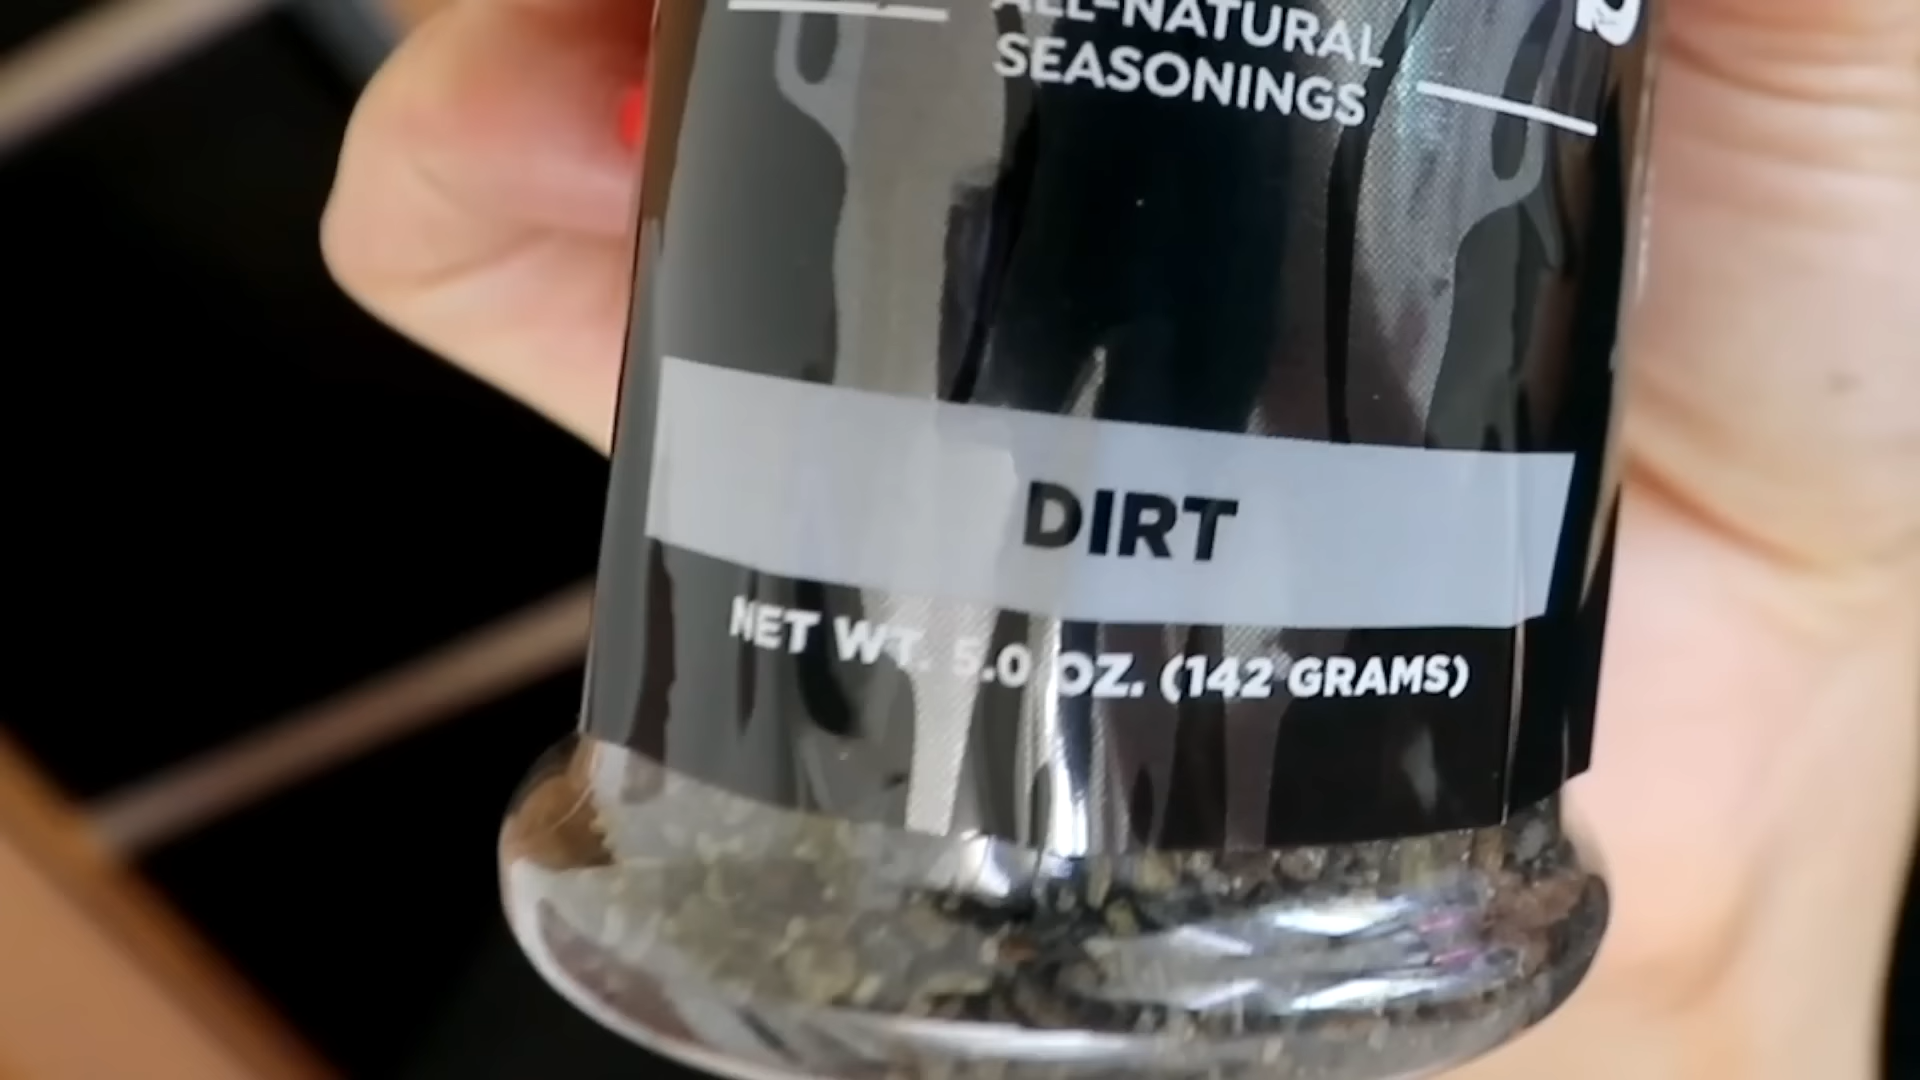 ALL-NATURAL
SEASONINGS
DIRT
NET WT. 5.0 OZ. (142 GRAMS)